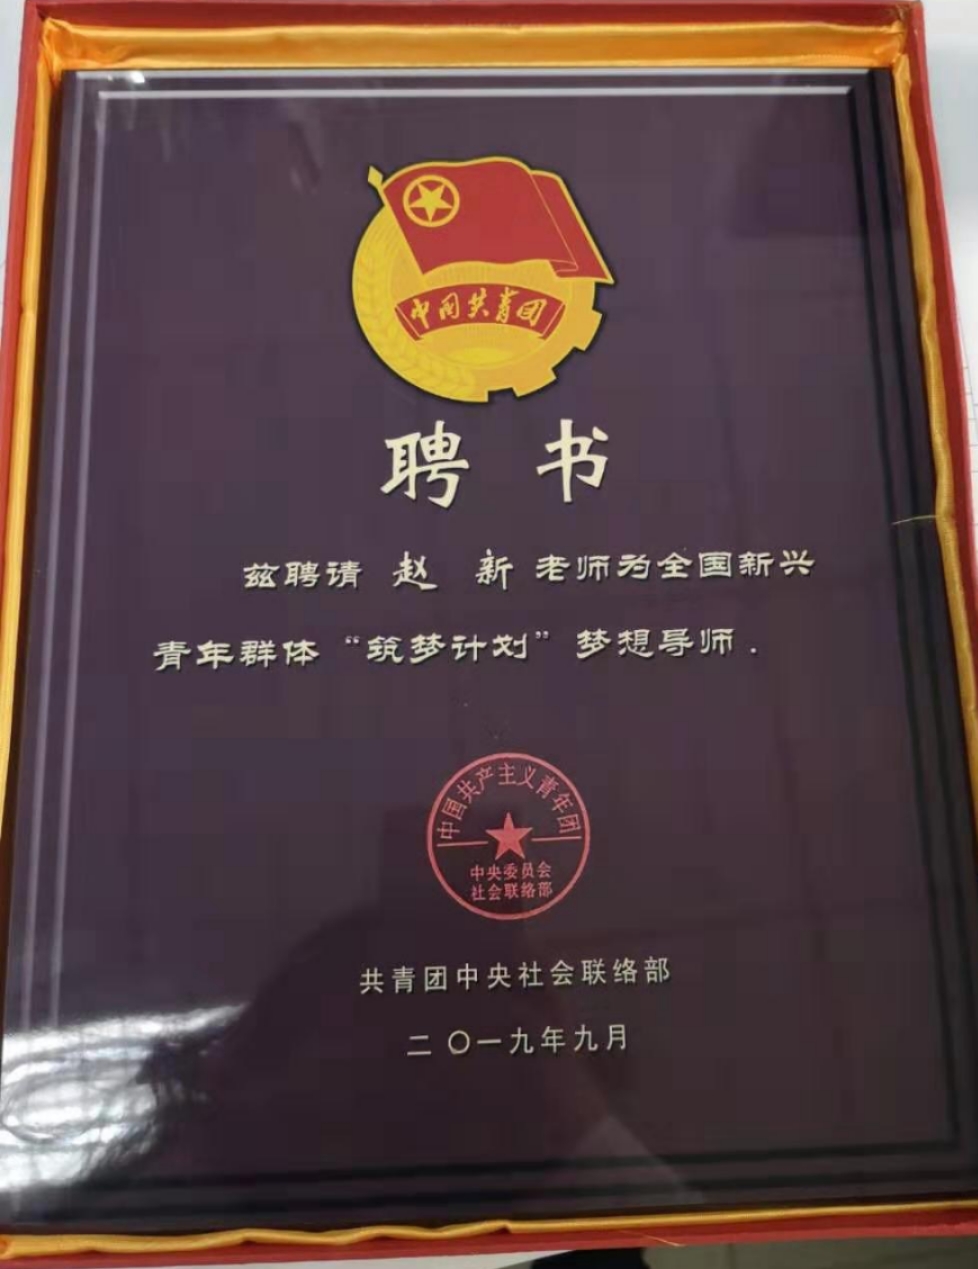 中国共青团
聘 书
兹聘请 赵 新 老师为全国新兴
青年群体“筑梦计划”梦想导师.
中国共产主义青年团
中央委员会
社会联络部
共青团中央社会联络部
二〇一九年九月